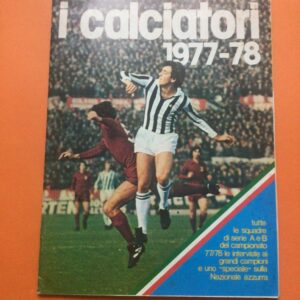 i calciatori
1977-78
tutte
le squadre
di serie A e B
del campionato
77/78 le interviste ai
grandi campioni
e uno "speciale" sulla
Nazionale azzurra